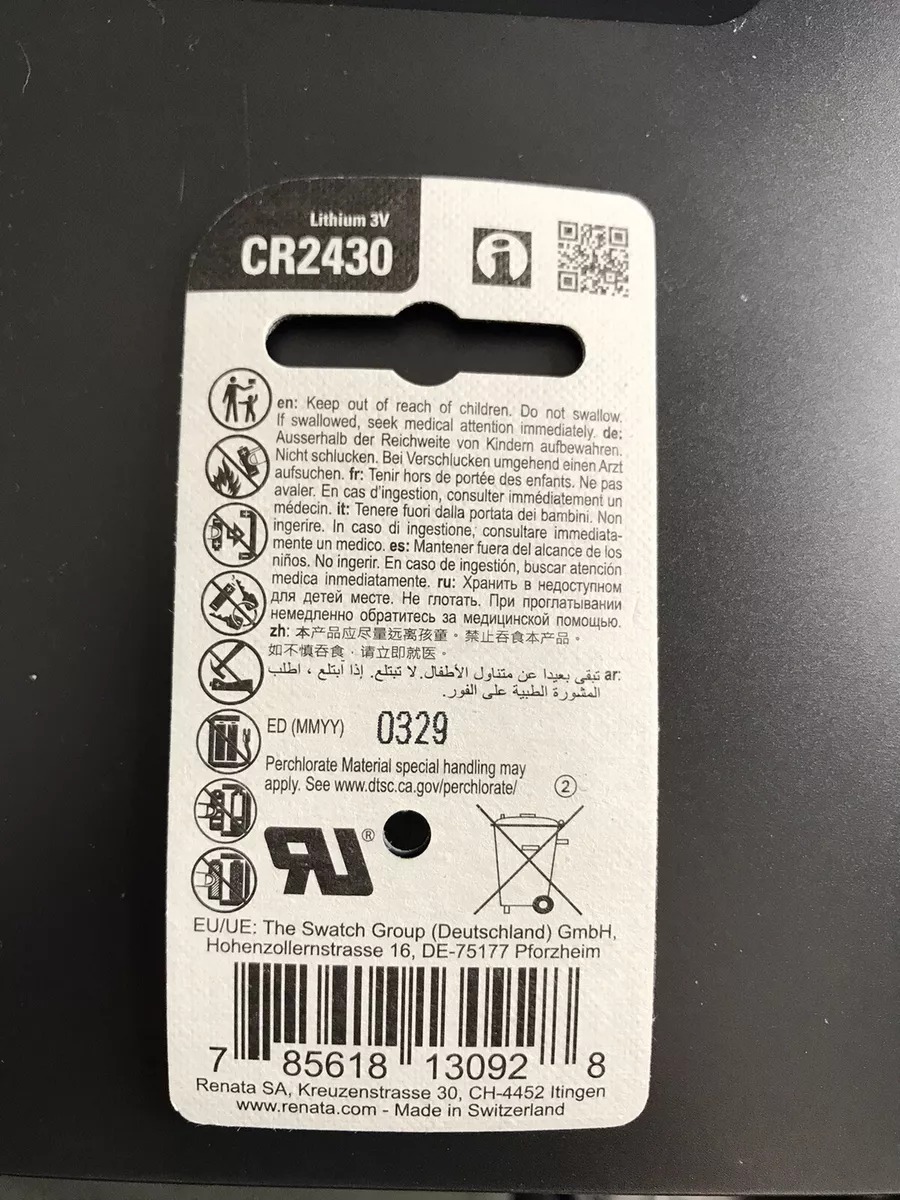 Lithium 3V
CR2430
en: Keep out of reach of children. Do not swallow.
If swallowed, seek medical attention immediately. de:
Ausserhalb der Reichweite von Kindern aufbewahren.
Nicht schlucken. Bei Verschlucken umgehend einen Arzt
aufsuchen. fr: Tenir hors de portée des enfants. Ne pas
avaler. En cas d'ingestion, consulter immédiatement un
médecin. it: Tenere fuori dalla portata dei bambini. Non
ingerire. In caso di ingestione, consultare immediata-
mente un medico. es: Mantener fuera del alcance de los
niños. No ingerir. En caso de ingestión, buscar atención
medica inmediatamente. ru: Хранить в недоступном
для детей месте. Не глотать. При проглатывании
немедленно обратитесь за медицинской помощью.
zh: 本产品应尽量远离孩童。禁止吞食本产品。
如不慎吞食，请立即就医。
ar: تبقى بعيدا عن متناول الأطفال. لا تبتلع. إذا أبتلع ، اطلب
المشورة الطبية على الفور.
ED (MMYY) 0329
Perchlorate Material special handling may
apply. See www.dtsc.ca.gov/perchlorate/
2
RU®
EU/UE: The Swatch Group (Deutschland) GmbH,
Hohenzollernstrasse 16, DE-75177 Pforzheim
7 85618 13092 8
Renata SA, Kreuzenstrasse 30, CH-4452 Itingen
www.renata.com - Made in Switzerland